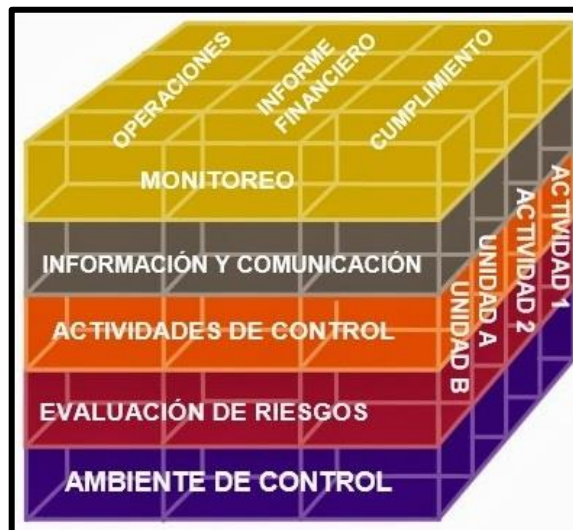 OPERACIONES
INFORME
FINANCIERO
CUMPLIMIENTO
MONITOREO
INFORMACIÓN Y COMUNICACIÓN
ACTIVIDADES DE CONTROL
EVALUACIÓN DE RIESGOS
AMBIENTE DE CONTROL
UNIDAD B
UNIDAD A
ACTIVIDAD 2
ACTIVIDAD 1